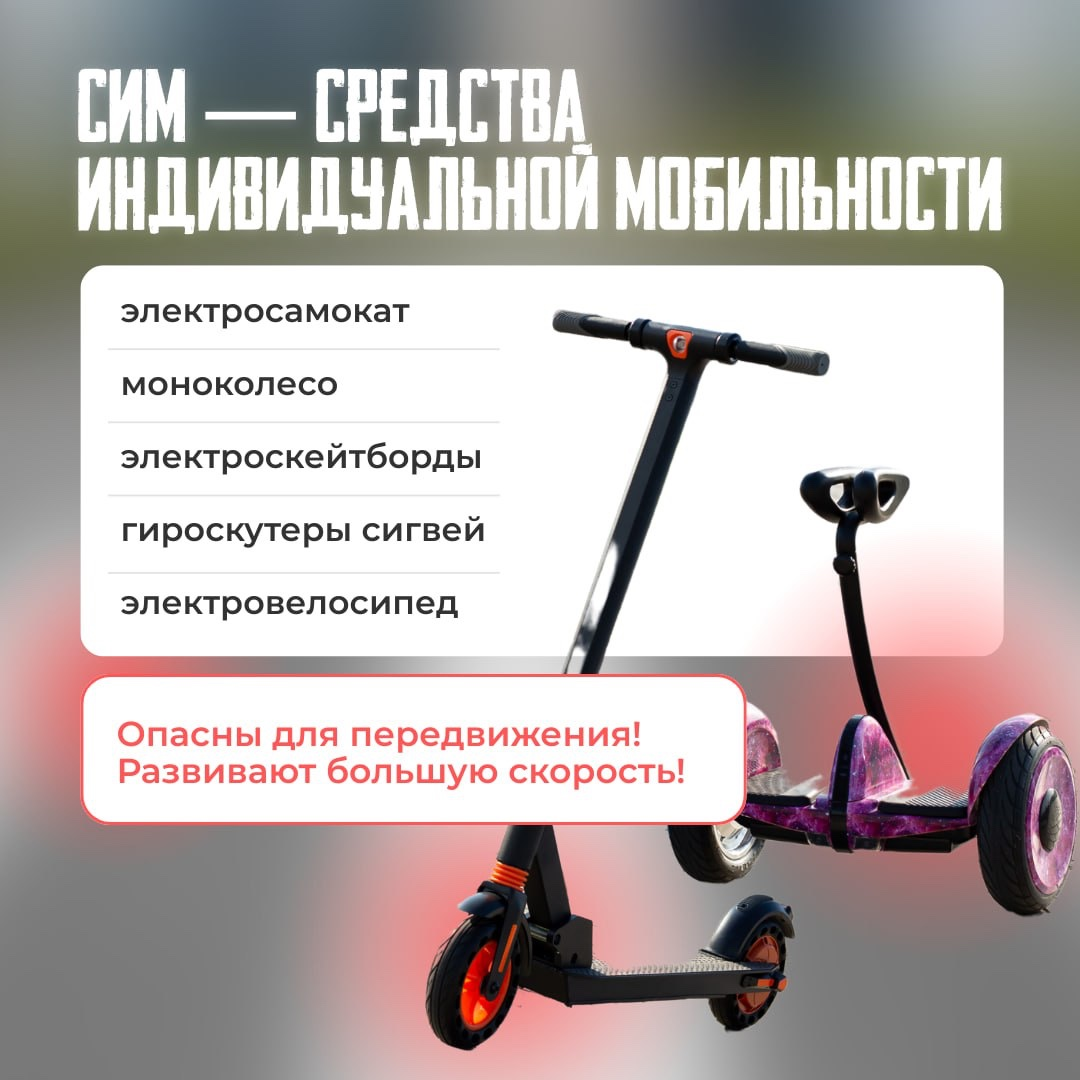 СИМ — СРЕДСТВА
ИНДИВИДУАЛЬНОЙ МОБИЛЬНОСТИ
электросамокат
моноколесо
электроскейтборды
гироскутеры сигвей
электровелосипед
Опасны для передвижения!
Развивают большую скорость!